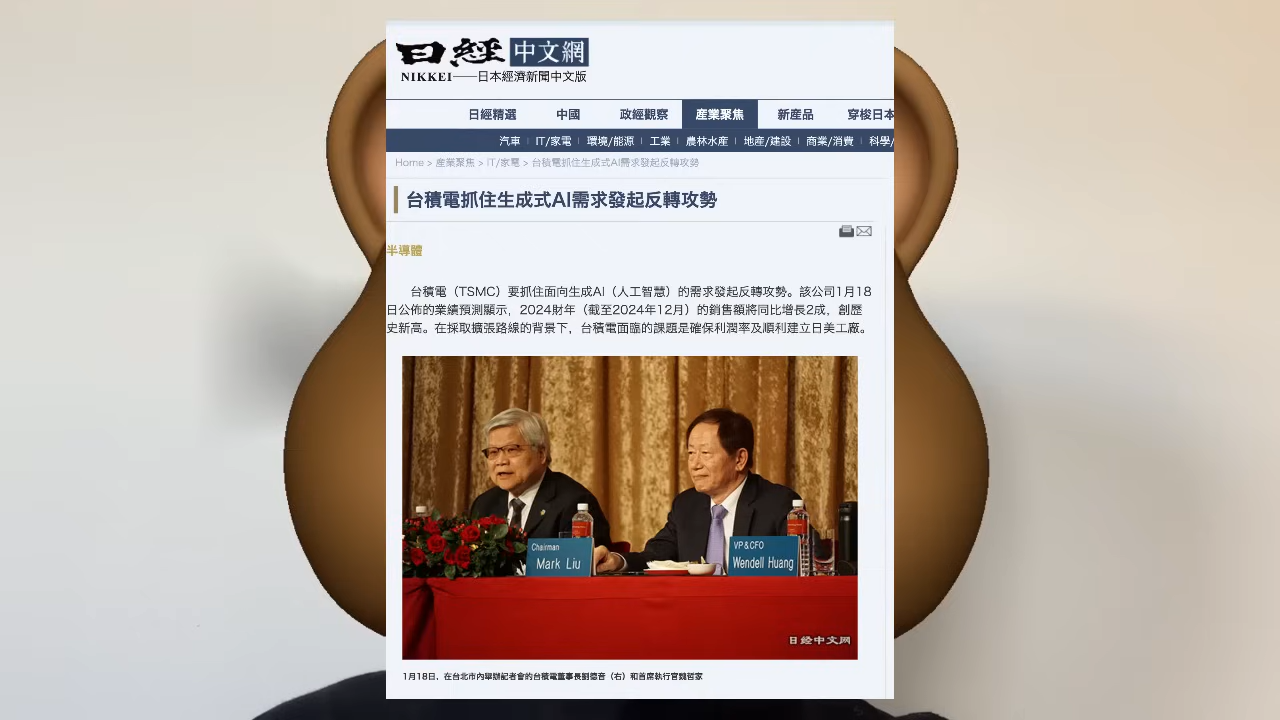 日經中文網
NIKKEI——日本經濟新聞中文版
日經精選 中國 政經觀察 産業聚焦 新産品 穿梭日本
汽車 | IT/家電 | 環境/能源 | 工業 | 農林水産 | 地産/建設 | 商業/消費 | 科學/
Home > 産業聚焦 > IT/家電 > 台積電抓住生成式AI需求發起反轉攻勢
台積電抓住生成式AI需求發起反轉攻勢
半導體
台積電（TSMC）要抓住面向生成AI（人工智慧）的需求發起反轉攻勢。該公司1月18
日公佈的業績預測顯示，2024財年（截至2024年12月）的銷售額將同比增長2成，創歷
史新高。在採取擴張路線的背景下，台積電面臨的課題是確保利潤率及順利建立日美工廠。
Chairman
Mark Liu
VP & CFO
Wendell Huang
日经中文网
1月18日，在台北市內舉辦記者會的台積電董事長劉德音（右）和首席執行官魏哲家